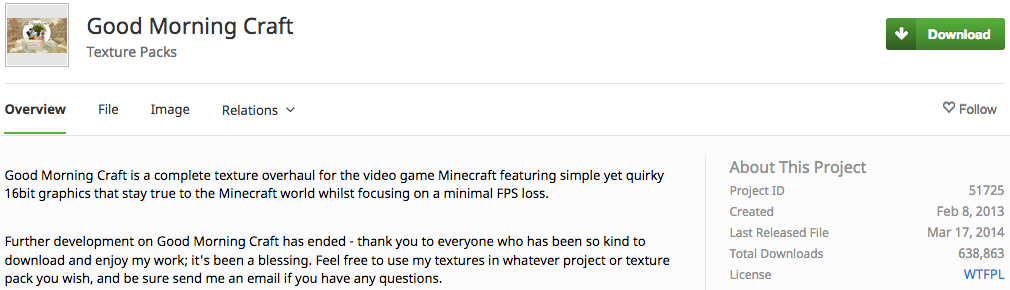 Good Morning Craft
Texture Packs
Download
Overview File Image Relations
Follow
Good Morning Craft is a complete texture overhaul for the video game Minecraft featuring simple yet quirky
16bit graphics that stay true to the Minecraft world whilst focusing on a minimal FPS loss.
Further development on Good Morning Craft has ended - thank you to everyone who has been so kind to
download and enjoy my work; it's been a blessing. Feel free to use my textures in whatever project or texture
pack you wish, and be sure send me an email if you have any questions.
About This Project
Project ID 51725
Created Feb 8, 2013
Last Released File Mar 17, 2014
Total Downloads 638,863
License WTFPL